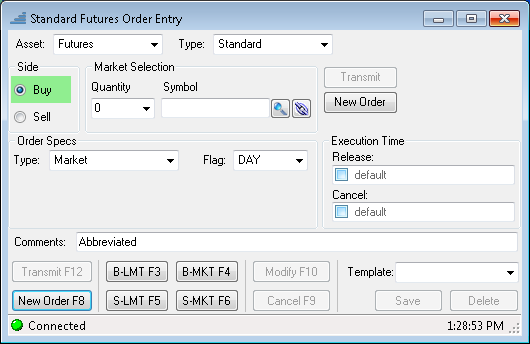 Standard Futures Order Entry
Asset: Futures Type: Standard
Side Market Selection
Transmit
Buy Quantity Symbol
0 New Order
Sell
Order Specs Execution Time
Type: Market Flag: DAY Release:
default
Cancel:
default
Comments: Abbreviated
Transmit F12 B-LMT F3 B-MKT F4 Modify F10 Template:
New Order F8 S-LMT F5 S-MKT F6 Cancel F9 Save Delete
Connected 1:28:53 PM